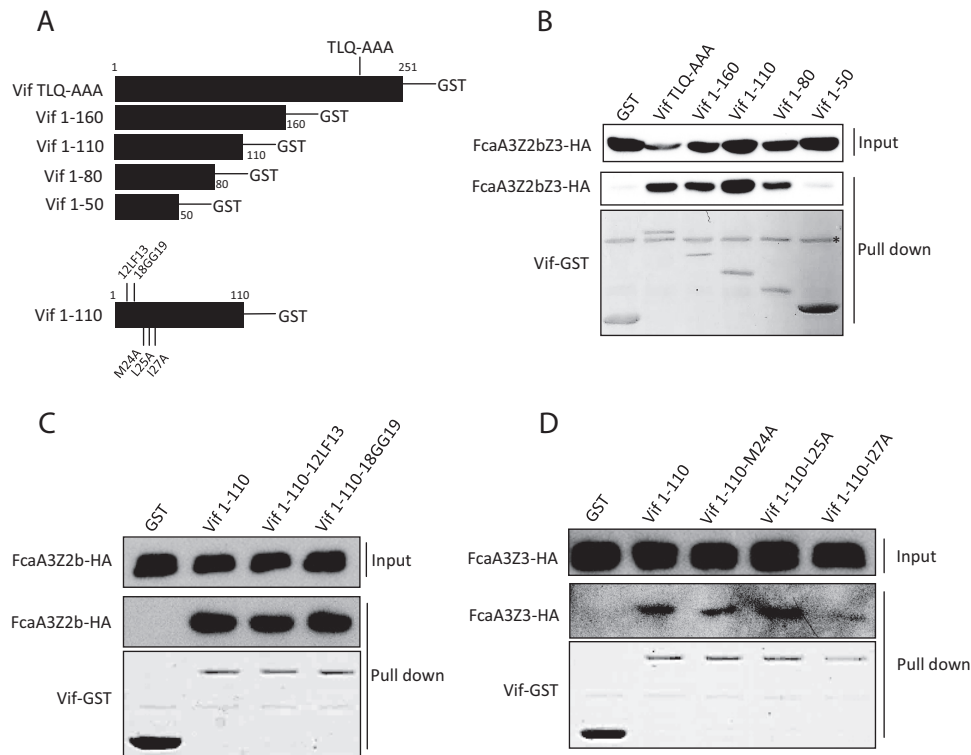 A
TLQ-AAA
1
251
Vif TLQ-AAA
GST
Vif 1-160
160
GST
Vif 1-110
110
GST
Vif 1-80
80
GST
Vif 1-50
50
GST
12LF13
18GG19
1
110
Vif 1-110
GST
M24A
L25A
I27A
B
GST
Vif TLQ-AAA
Vif 1-160
Vif 1-110
Vif 1-80
Vif 1-50
FcaA3Z2bZ3-HA
Input
FcaA3Z2bZ3-HA
Vif-GST
*
Pull down
C
GST
Vif 1-110
Vif 1-110-12LF13
Vif 1-110-18GG19
FcaA3Z2b-HA
Input
FcaA3Z2b-HA
Vif-GST
Pull down
D
GST
Vif 1-110
Vif 1-110-M24A
Vif 1-110-L25A
Vif 1-110-I27A
FcaA3Z3-HA
Input
FcaA3Z3-HA
Vif-GST
Pull down